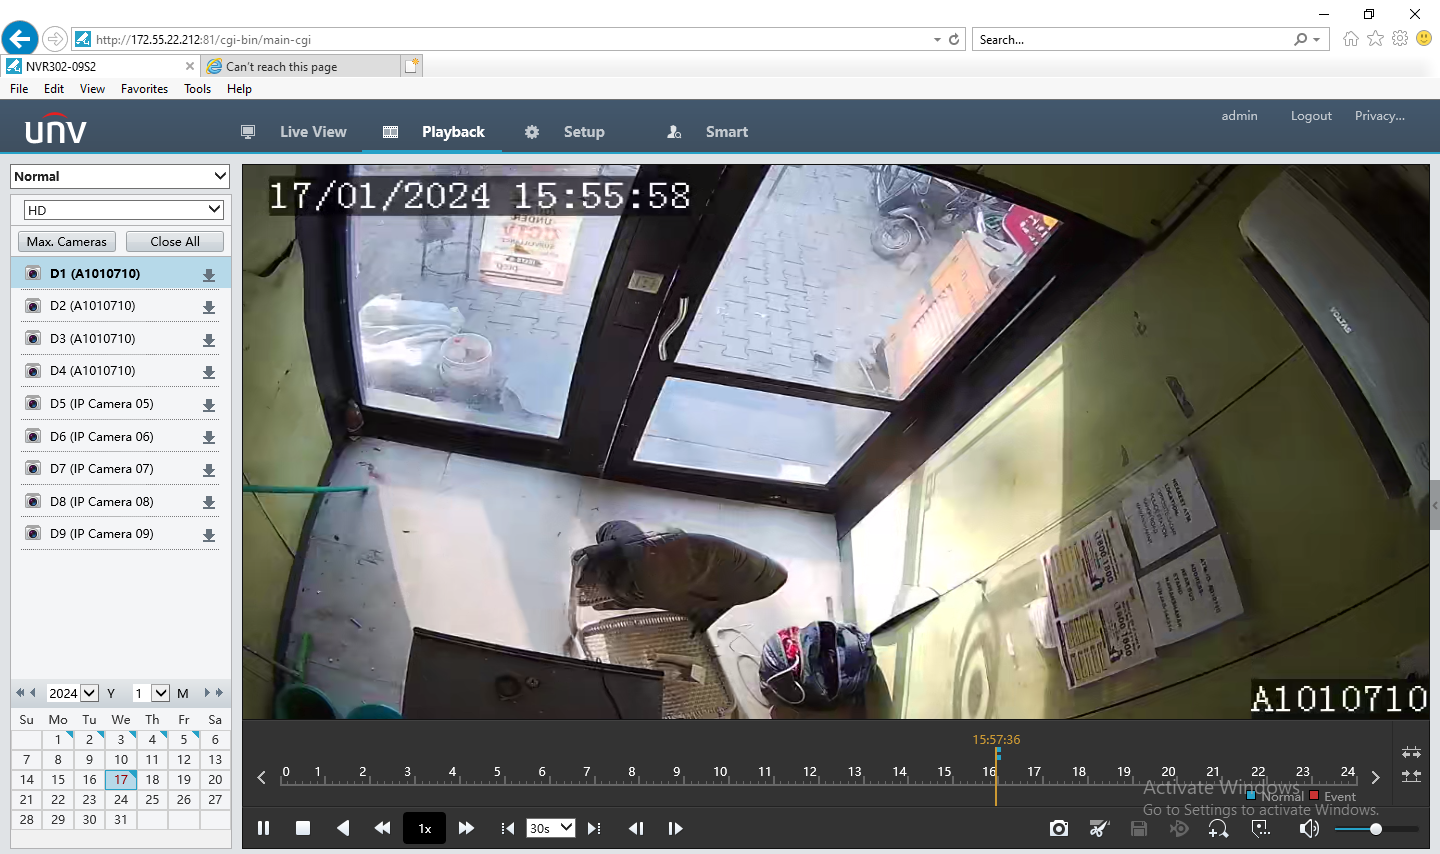 http://172.55.22.212:81/cgi-bin/main-cgi
Search...
NVR302-09S2
Can't reach this page
File Edit View Favorites Tools Help
unv
Live View
Playback
Setup
Smart
admin
Logout
Privacy...
Normal
HD
Max. Cameras
Close All
D1 (A1010710)
D2 (A1010710)
D3 (A1010710)
D4 (A1010710)
D5 (IP Camera 05)
D6 (IP Camera 06)
D7 (IP Camera 07)
D8 (IP Camera 08)
D9 (IP Camera 09)
2024 Y 1 M
Su Mo Tu We Th Fr Sa
1 2 3 4 5 6
7 8 9 10 11 12 13
14 15 16 17 18 19 20
21 22 23 24 25 26 27
28 29 30 31
17/01/2024 15:55:58
UNDER
CCTV
VOLTAS
NEAREST ATM
LOCATION:
1800 1800
A1010710
15:57:36
0 1 2 3 4 5 6 7 8 9 10 11 12 13 14 15 16 17 18 19 20 21 22 23 24
Normal Event
Activate Windows
Go to Settings to activate Windows.
1x
30s